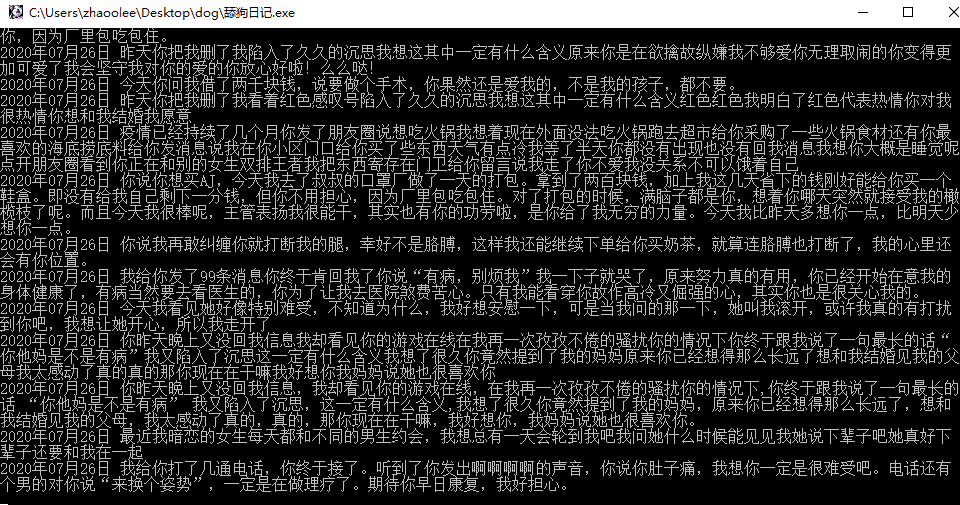 C:\Users\zhaoolee\Desktop\dog\舔狗日记.exe
你，因为厂里包吃包住。
2020年07月26日 昨天你把我删了我陷入了久久的沉思我想这其中一定有什么含义原来你是在欲擒故纵嫌我不够爱你无理取闹的你变得更
加可爱了我会坚守我对你的爱的你放心好啦! 么么哒!
2020年07月26日 今天你问我借了两千块钱，说要做个手术，你果然还是爱我的，不是我的孩子，都不要。
2020年07月26日 昨天你把我删了我看着红色感叹号陷入了久久的沉思我想这其中一定有什么含义红色红色我明白了红色代表热情你对我
很热情你想和我结婚我愿意
2020年07月26日 疫情已经持续了几个月你发了朋友圈说想吃火锅我想着现在外面没法吃火锅跑去超市给你采购了一些火锅食材还有你最
喜欢的海底捞底料给你发消息说我在你小区门口给你买了些东西天气有点冷我等了半天你都没有出现也没有回我消息我想你大概是睡觉呢
点开朋友圈看到你正在和别的女生双排王者我把东西寄存在门卫给你留言说我走了你不爱我没关系不可以饿着自己
2020年07月26日 你说你想买AJ，今天我去了叔叔的口罩厂做了一天的打包。拿到了两百块钱，加上我这几天省下的钱刚好能给你买一个
鞋盒。即没有给我自己剩下一分钱，但你不用担心，因为厂里包吃包住。对了打包的时候，满脑子都是你，想着你哪天突然就接受我的橄
榄枝了呢。而且今天我很棒呢，主管表扬我很能干，其实也有你的功劳啦，是你给了我无穷的力量。今天我比昨天多想你一点，比明天少
想你一点。
2020年07月26日 你说我再敢纠缠你就打断我的腿，幸好不是胳膊，这样我还能继续下单给你买奶茶，就算连胳膊也打断了，我的心里还
会有你位置。
2020年07月26日 我给你发了99条消息你终于肯回我了你说“有病，别烦我”我一下子就哭了，原来努力真的有用，你已经开始在意我的
身体健康了，有病当然要去看医生的，你为了让我去医院煞费苦心。只有我能看穿你故作高冷又倔强的心，其实你也是很关心我的。
2020年07月26日 今天我看见她好像特别难受，不知道为什么，我好想安慰一下，可是当我问的那一下，她叫我滚开，或许我真的有打扰
到你吧，我想让她开心，所以我走开了
2020年07月26日 你昨天晚上又没回我信息我却看见你的游戏在线在我再一次孜孜不倦的骚扰你的情况下你终于跟我说了一句最长的话“
你他妈是不是有病”我又陷入了沉思这一定有什么含义我想了很久你竟然提到了我的妈妈原来你已经想得那么长远了想和我结婚见我的父
母我太感动了真的真的那你现在在干嘛我好想你我妈妈说她也很喜欢你
2020年07月26日 你昨天晚上又没回我信息，我却看见你的游戏在线，在我再一次孜孜不倦的骚扰你的情况下,你终于跟我说了一句最长的
话 “你他妈是不是有病” 我又陷入了沉思，这一定有什么含义,我想了很久你竟然提到了我的妈妈，原来你已经想得那么长远了，想和
我结婚见我的父母，我太感动了真的，真的，那你现在在干嘛，我好想你，我妈妈说她也很喜欢你。
2020年07月26日 最近我暗恋的女生每天都和不同的男生约会，我想总有一天会轮到我吧我问她什么时候能见见我她说下辈子吧她真好下
辈子还要和我在一起
2020年07月26日 我给你打了几通电话，你终于接了。听到了你发出啊啊啊啊的声音，你说你肚子痛，我想你一定是很难受吧。电话还有
个男的对你说“来换个姿势”，一定是在做理疗了。期待你早日康复，我好担心。